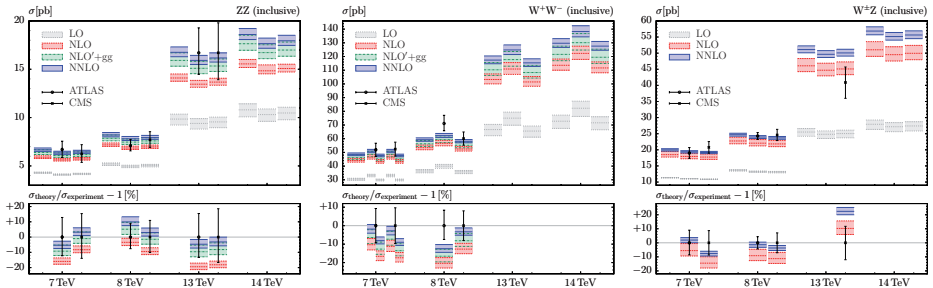 σ[pb] ZZ (inclusive)
20
15
10
5
LO
NLO
NLO′+gg
NNLO
ATLAS
CMS
σtheory/σexperiment − 1 [%]
+20
+10
0
−10
−20
7 TeV 8 TeV 13 TeV 14 TeV
σ[pb] W⁺W⁻ (inclusive)
140
130
120
110
100
90
80
70
60
50
40
30
LO
NLO
NLO′+gg
NNLO
ATLAS
CMS
σtheory/σexperiment − 1 [%]
+10
0
−10
−20
7 TeV 8 TeV 13 TeV 14 TeV
σ[pb] W±Z (inclusive)
60
55
50
45
40
35
30
25
20
15
10
LO
NLO
NNLO
ATLAS
CMS
σtheory/σexperiment − 1 [%]
+20
+10
0
−10
−20
7 TeV 8 TeV 13 TeV 14 TeV